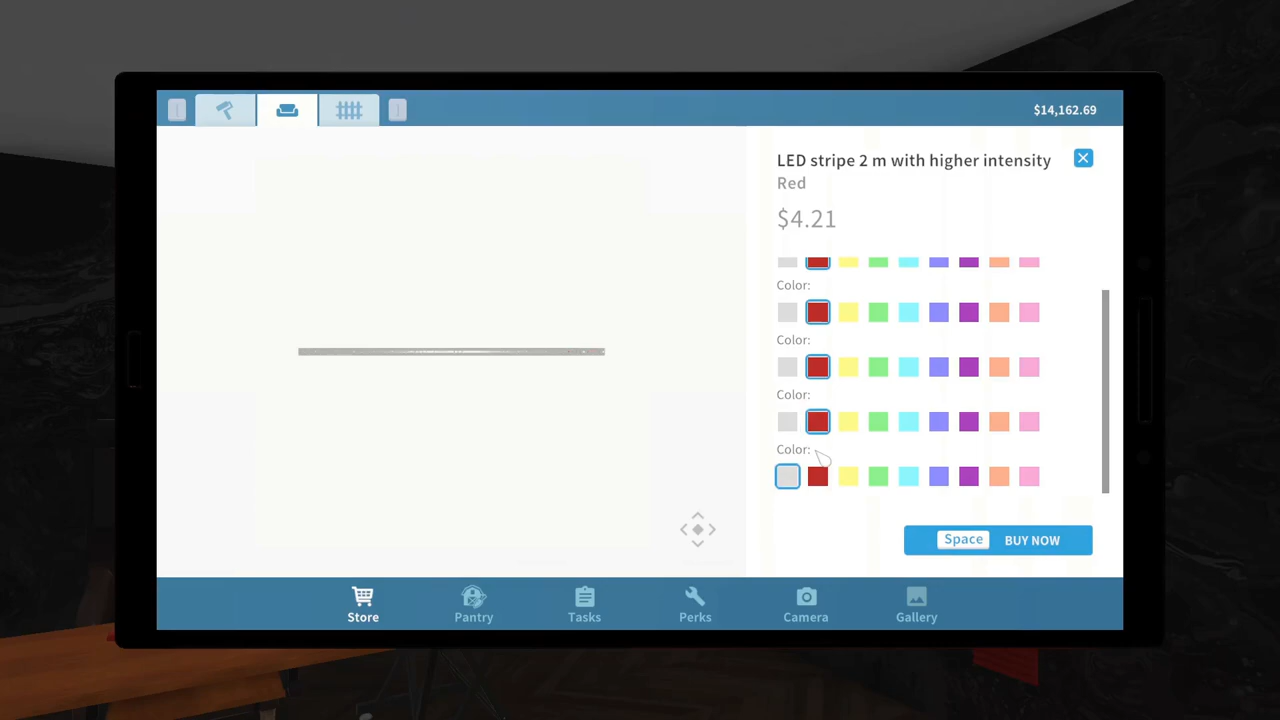 $14,162.69
LED stripe 2 m with higher intensity
Red
$4.21
Color:
Color:
Color:
Color:
Space BUY NOW
Store Pantry Tasks Perks Camera Gallery